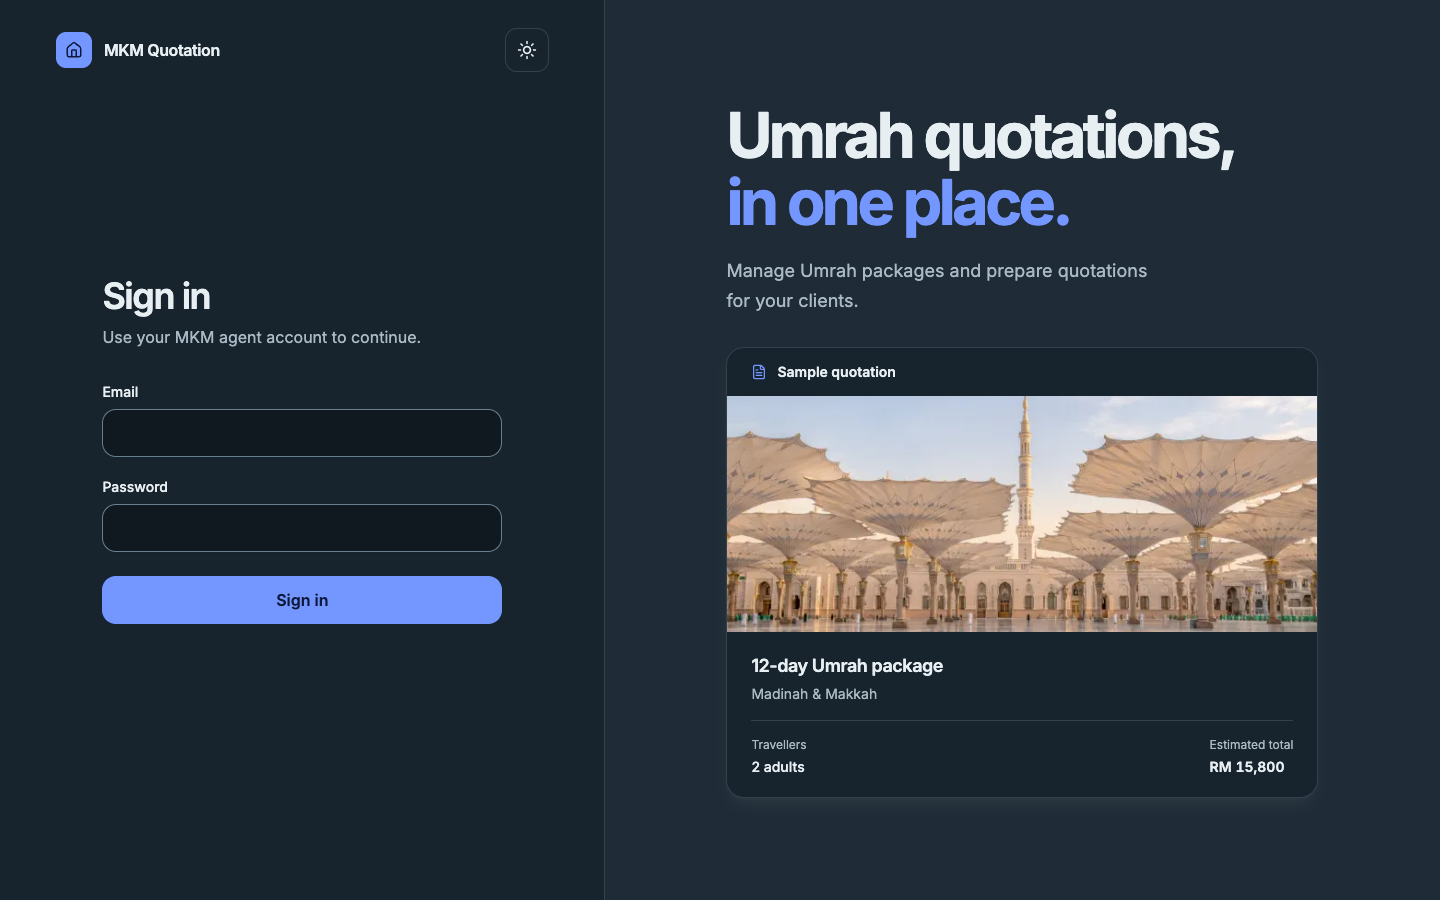 MKM Quotation
Sign in
Use your MKM agent account to continue.
Email
Password
Sign in
Umrah quotations,
in one place.
Manage Umrah packages and prepare quotations
for your clients.
Sample quotation
12-day Umrah package
Madinah & Makkah
Travellers
2 adults
Estimated total
RM 15,800